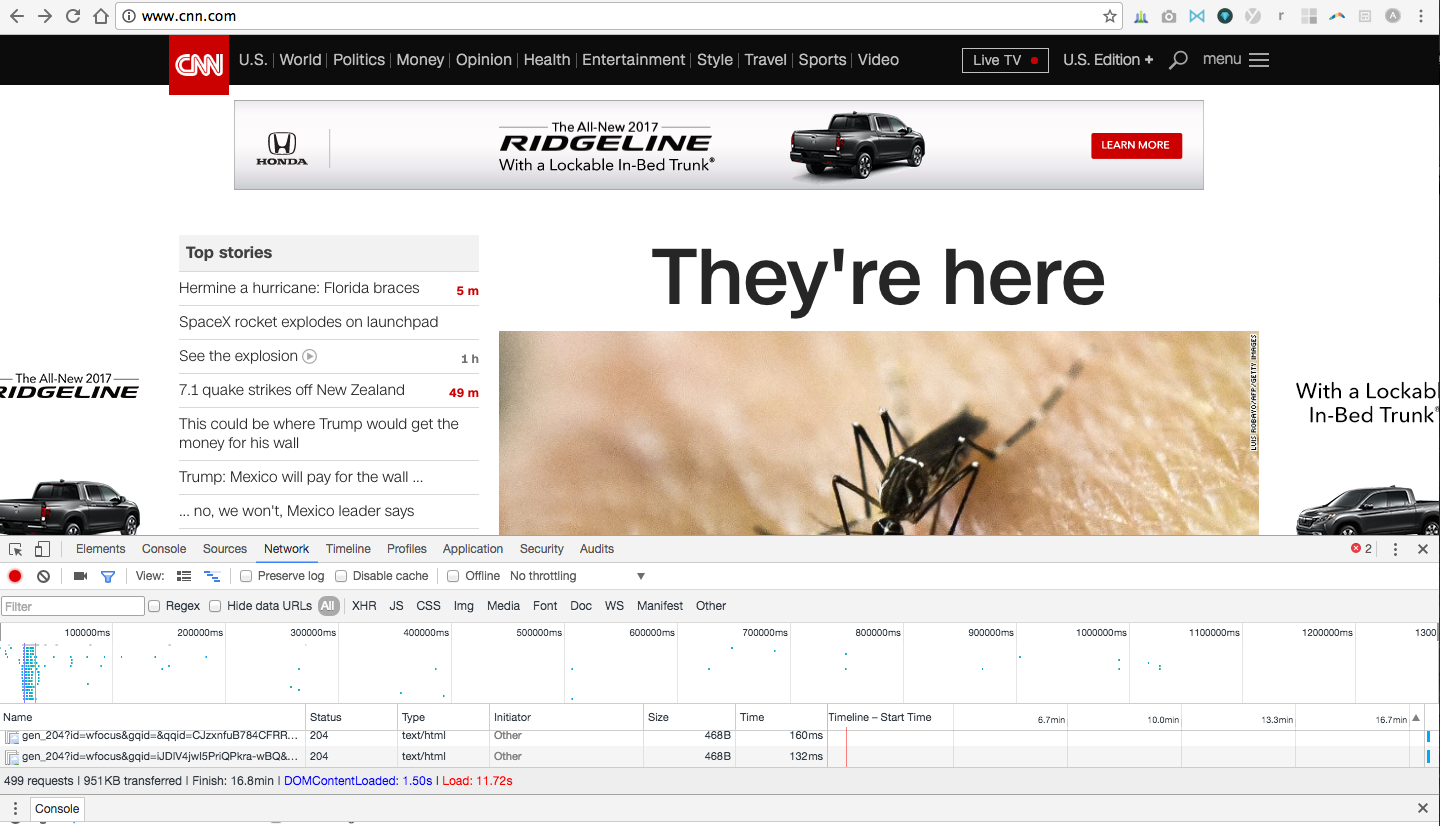 www.cnn.com
CNN
U.S. World Politics Money Opinion Health Entertainment Style Travel Sports Video Live TV U.S. Edition + menu
The All-New 2017
HONDA RIDGELINE
With a Lockable In-Bed Trunk®
LEARN MORE
Top stories
They're here
Hermine a hurricane: Florida braces 5 m
SpaceX rocket explodes on launchpad
See the explosion 1 h
7.1 quake strikes off New Zealand 49 m
This could be where Trump would get the
money for his wall
Trump: Mexico will pay for the wall ...
... no, we won't, Mexico leader says
LUIS ROBAYO/AFP/GETTY IMAGES
The All-New 2017
RIDGELINE
With a Lockabl
In-Bed Trunk®
Elements Console Sources Network Timeline Profiles Application Security Audits 2
View: Preserve log Disable cache Offline No throttling
Filter Regex Hide data URLs All XHR JS CSS Img Media Font Doc WS Manifest Other
100000ms 200000ms 300000ms 400000ms 500000ms 600000ms 700000ms 800000ms 900000ms 1000000ms 1100000ms 1200000ms 1300
Name Status Type Initiator Size Time Timeline – Start Time 6.7min 10.0min 13.3min 16.7min
gen_204?id=wfocus&gqid=&qqid=CJzxnfuB784CFRR... 204 text/html Other 468B 160ms
gen_204?id=wfocus&gqid=iJDlV4jwI5PriQPkra-wBQ&... 204 text/html Other 468B 132ms
499 requests | 951KB transferred | Finish: 16.8min | DOMContentLoaded: 1.50s | Load: 11.72s
Console